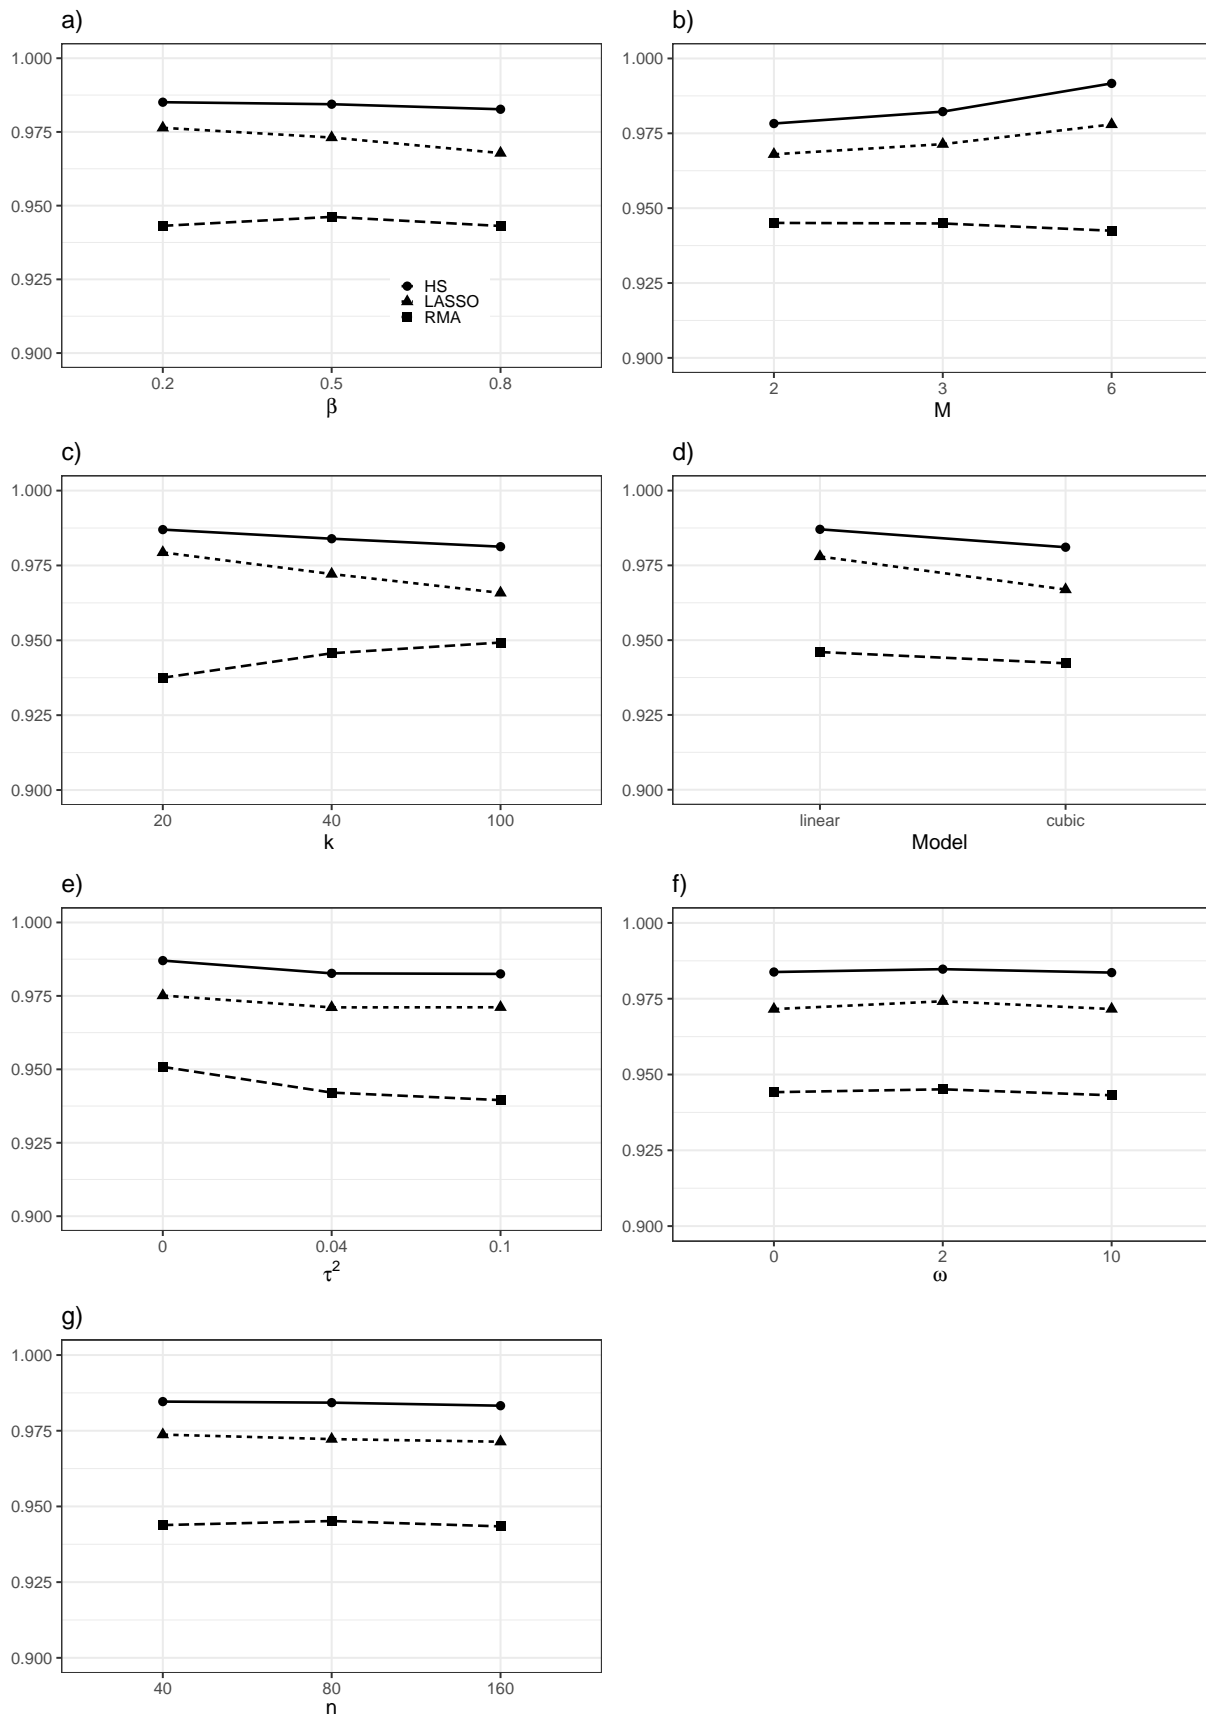 a)
1.000
0.975
0.950
0.925
0.900
HS
LASSO
RMA
0.2 0.5 0.8
β
b)
1.000
0.975
0.950
0.925
0.900
2 3 6
M
c)
1.000
0.975
0.950
0.925
0.900
20 40 100
k
d)
1.000
0.975
0.950
0.925
0.900
linear cubic
Model
e)
1.000
0.975
0.950
0.925
0.900
0 0.04 0.1
τ²
f)
1.000
0.975
0.950
0.925
0.900
0 2 10
ω
g)
1.000
0.975
0.950
0.925
0.900
40 80 160
n